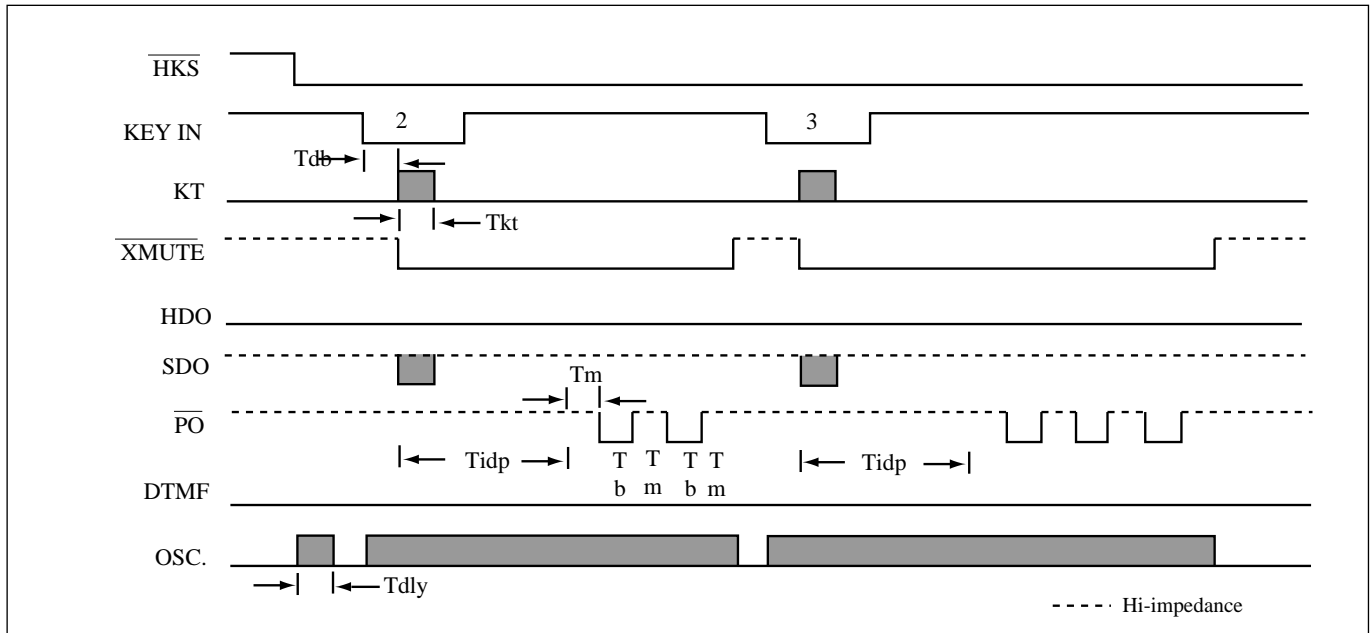 HKS
KEY IN 2 3
Tdb
KT
Tkt
XMUTE
HDO
SDO
Tm
PO
Tidp T b T m T b T m Tidp
DTMF
OSC.
Tdly
Hi-impedance